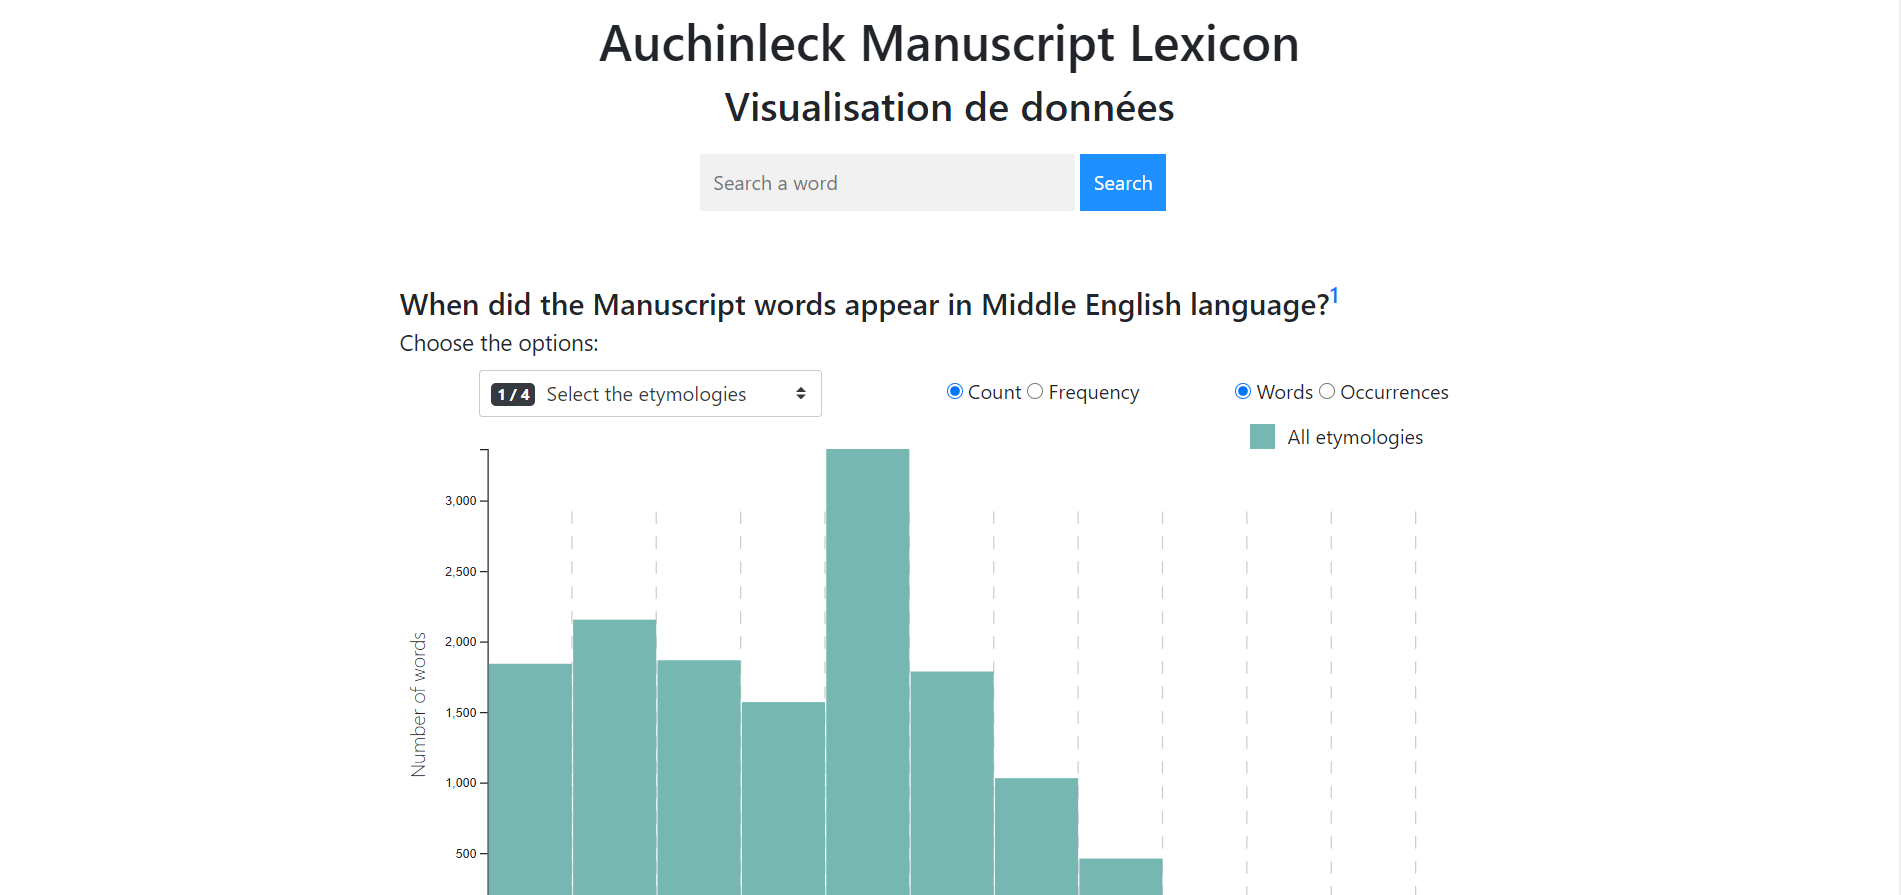 Auchinleck Manuscript Lexicon
Visualisation de données
Search a word Search
When did the Manuscript words appear in Middle English language?1
Choose the options:
1 / 4 Select the etymologies Count Frequency Words Occurrences
All etymologies
3,000
2,500
2,000
1,500
1,000
500
Number of words